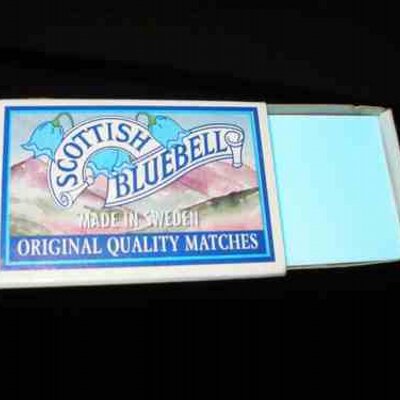 SCOTTISH
BLUEBELL
MADE IN SWEDEN
ORIGINAL QUALITY MATCHES